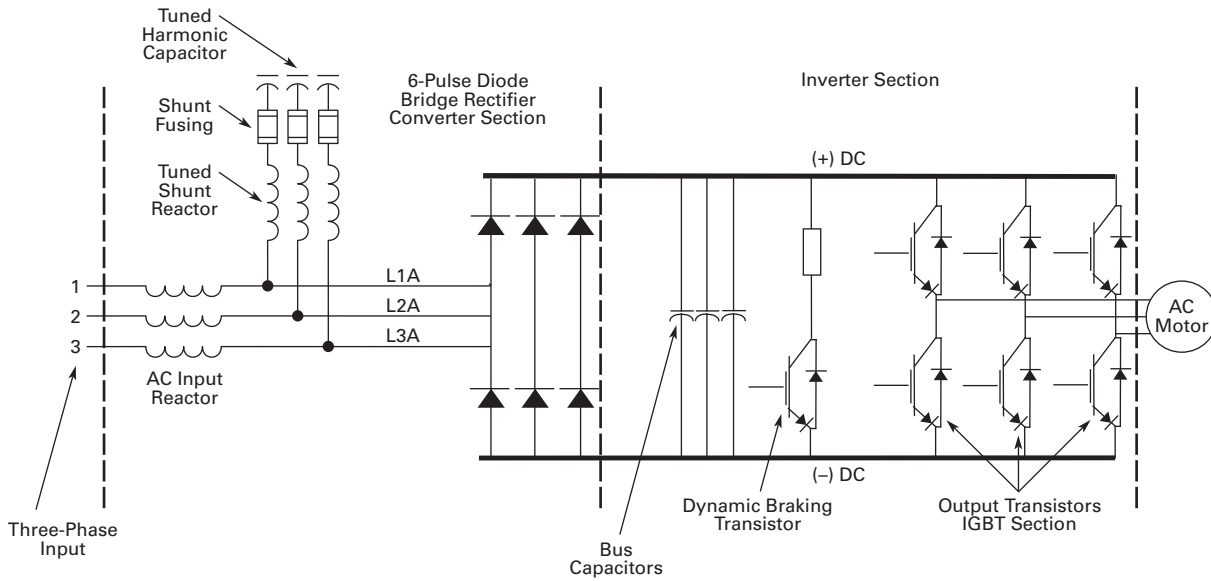 Tuned
Harmonic
Capacitor
6-Pulse Diode
Bridge Rectifier
Converter Section
Inverter Section
Shunt
Fusing
(+) DC
Tuned
Shunt
Reactor
1
L1A
2
L2A
3
L3A
AC
Motor
AC Input
Reactor
(–) DC
Three-Phase
Input
Bus
Capacitors
Dynamic Braking
Transistor
Output Transistors
IGBT Section